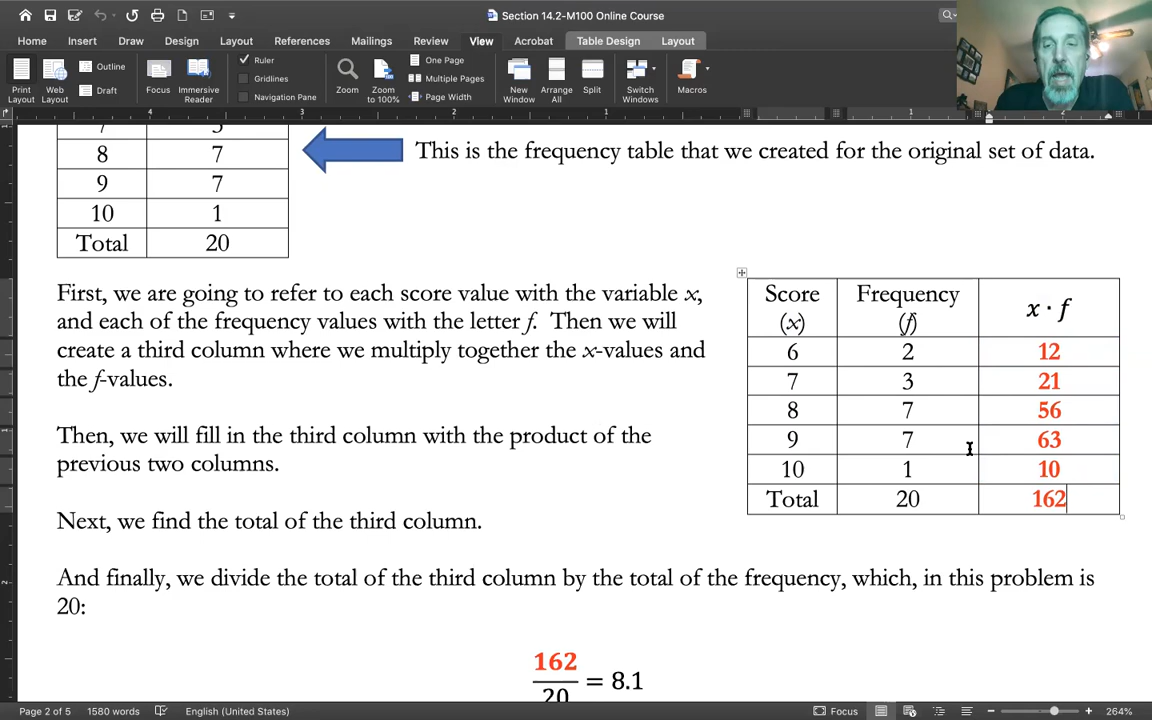 Section 14.2-M100 Online Course
Home Insert Draw Design Layout References Mailings Review View Acrobat Table Design Layout
Print Layout
Web Layout
Outline
Draft
Focus
Immersive Reader
Ruler
Gridlines
Navigation Pane
Zoom
Zoom to 100%
One Page
Multiple Pages
Page Width
New Window
Arrange All
Split
Switch Windows
Macros
8 7
9 7
10 1
Total 20
This is the frequency table that we created for the original set of data.
First, we are going to refer to each score value with the variable x,
and each of the frequency values with the letter f. Then we will
create a third column where we multiply together the x-values and
the f-values.
Then, we will fill in the third column with the product of the
previous two columns.
Next, we find the total of the third column.
Score (x) Frequency (f) x · f
6 2 12
7 3 21
8 7 56
9 7 63
10 1 10
Total 20 162
And finally, we divide the total of the third column by the total of the frequency, which, in this problem is
20:
162
20 = 8.1
Page 2 of 5 1580 words English (United States) Focus 264%